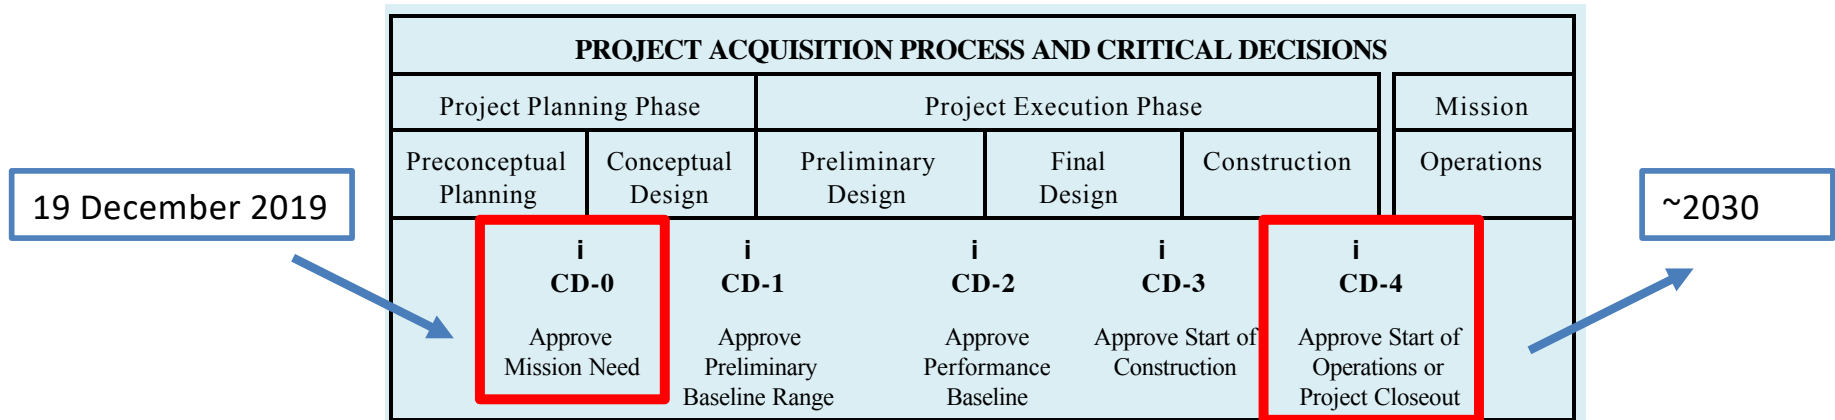 PROJECT ACQUISITION PROCESS AND CRITICAL DECISIONS
Project Planning Phase
Project Execution Phase
Mission
Preconceptual
Planning
Conceptual
Design
Preliminary
Design
Final
Design
Construction
Operations
19 December 2019
~2030
i
CD-0
Approve
Mission Need
i
CD-1
Approve
Preliminary
Baseline Range
i
CD-2
Approve
Performance
Baseline
i
CD-3
Approve Start of
Construction
i
CD-4
Approve Start of
Operations or
Project Closeout